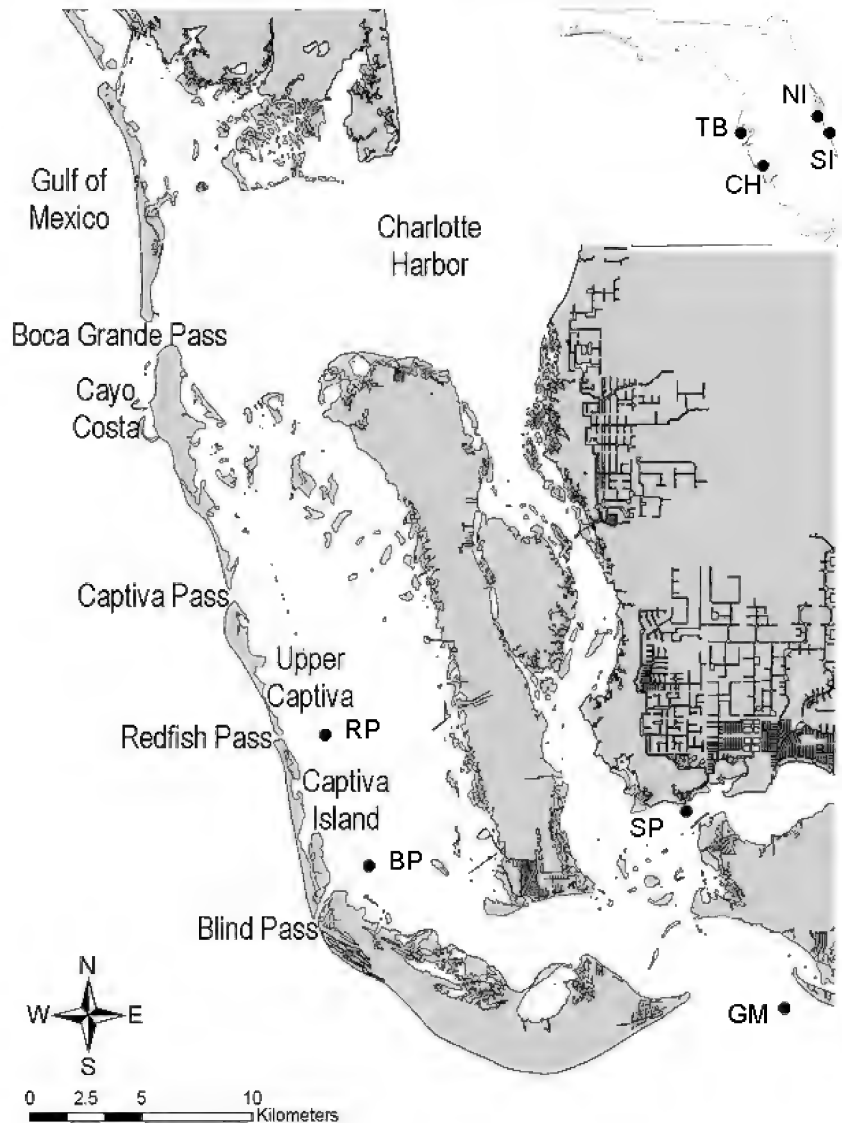 NI
TB
SI
CH
Gulf of
Mexico
Charlotte
Harbor
Boca Grande Pass
Cayo
Costa
Captiva Pass
Upper
Captiva
RP
Redfish Pass
Captiva
Island
SP
BP
Blind Pass
N
W E
S
GM
0 2.5 5 10
Kilometers